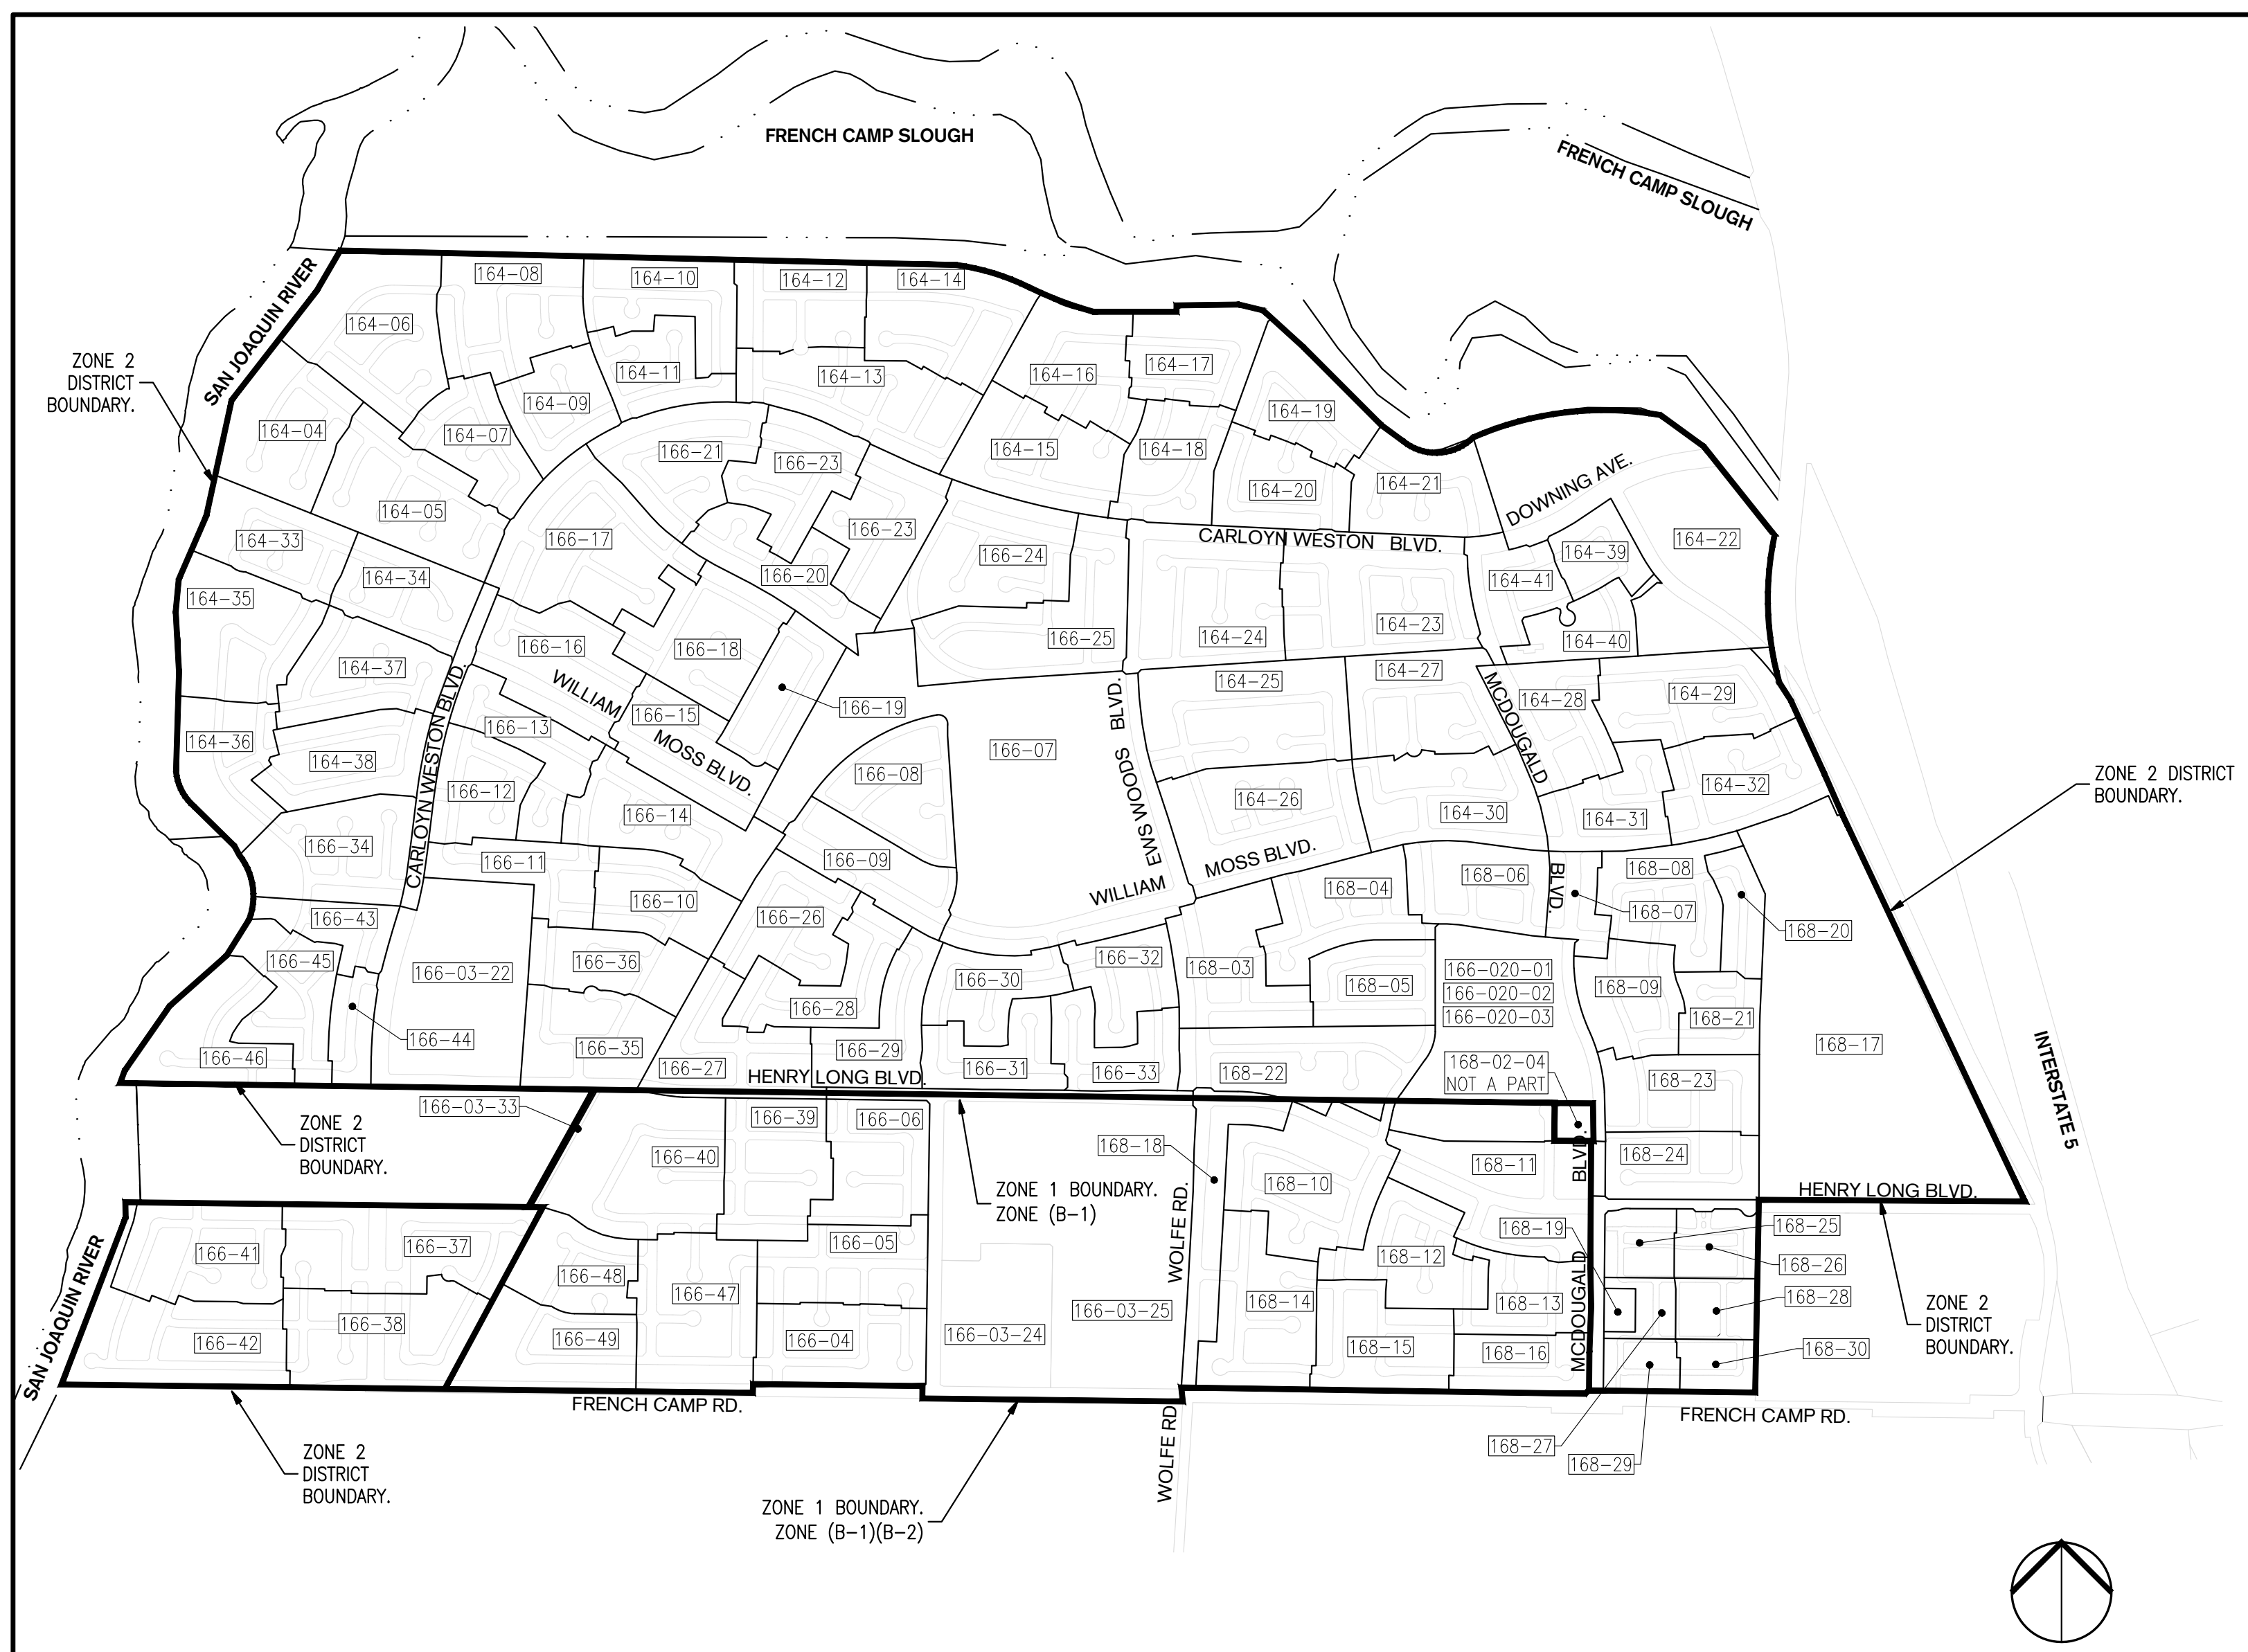 FRENCH CAMP SLOUGH
FRENCH CAMP SLOUGH
SAN JOAQUIN RIVER
164-08
164-10
164-12
164-14
164-06
164-11
164-13
164-16
164-17
ZONE 2
DISTRICT
BOUNDARY.
164-09
164-19
164-04
164-07
166-21
166-23
164-15
164-18
164-20
164-21
DOWNING AVE.
164-05
166-17
166-23
164-33
CARLOYN WESTON BLVD.
164-22
164-39
166-24
164-34
166-20
164-41
164-35
164-24
164-23
164-40
166-25
166-16
166-18
164-37
WILLIAM
164-25
164-27
MCDOUGALD
164-28
164-29
166-19
166-15
166-13
CARLOYN WESTON BLVD.
164-36
MOSS BLVD.
166-07
EWS WOODS BLVD.
164-38
166-08
166-12
164-26
164-30
164-31
164-32
ZONE 2 DISTRICT
BOUNDARY.
166-14
166-34
166-11
166-09
MOSS BLVD.
WILLIAM
168-04
168-06
BLVD.
168-08
168-07
168-20
166-10
166-26
166-43
166-45
166-03-22
166-36
166-30
166-32
168-03
168-05
166-020-01
166-020-02
166-020-03
168-09
168-21
166-28
166-44
166-46
166-35
166-27
166-29
166-31
166-33
168-22
168-02-04
NOT A PART
168-17
168-23
INTERSTATE 5
HENRY LONG BLVD.
166-03-33
166-39
166-06
ZONE 2
DISTRICT
BOUNDARY.
166-40
168-18
168-10
168-11
BLVD.
168-24
HENRY LONG BLVD.
ZONE 1 BOUNDARY.
ZONE (B-1)
WOLFE RD.
168-19
168-25
168-26
SAN JOAQUIN RIVER
166-41
166-37
166-05
168-12
166-48
166-47
166-03-25
168-14
168-13
MCDOUGALD
168-28
ZONE 2
DISTRICT
BOUNDARY.
166-42
166-38
166-49
166-04
166-03-24
168-15
168-16
168-30
FRENCH CAMP RD.
FRENCH CAMP RD.
WOLFE RD
168-27
168-29
ZONE 2
DISTRICT
BOUNDARY.
ZONE 1 BOUNDARY.
ZONE (B-1)(B-2)